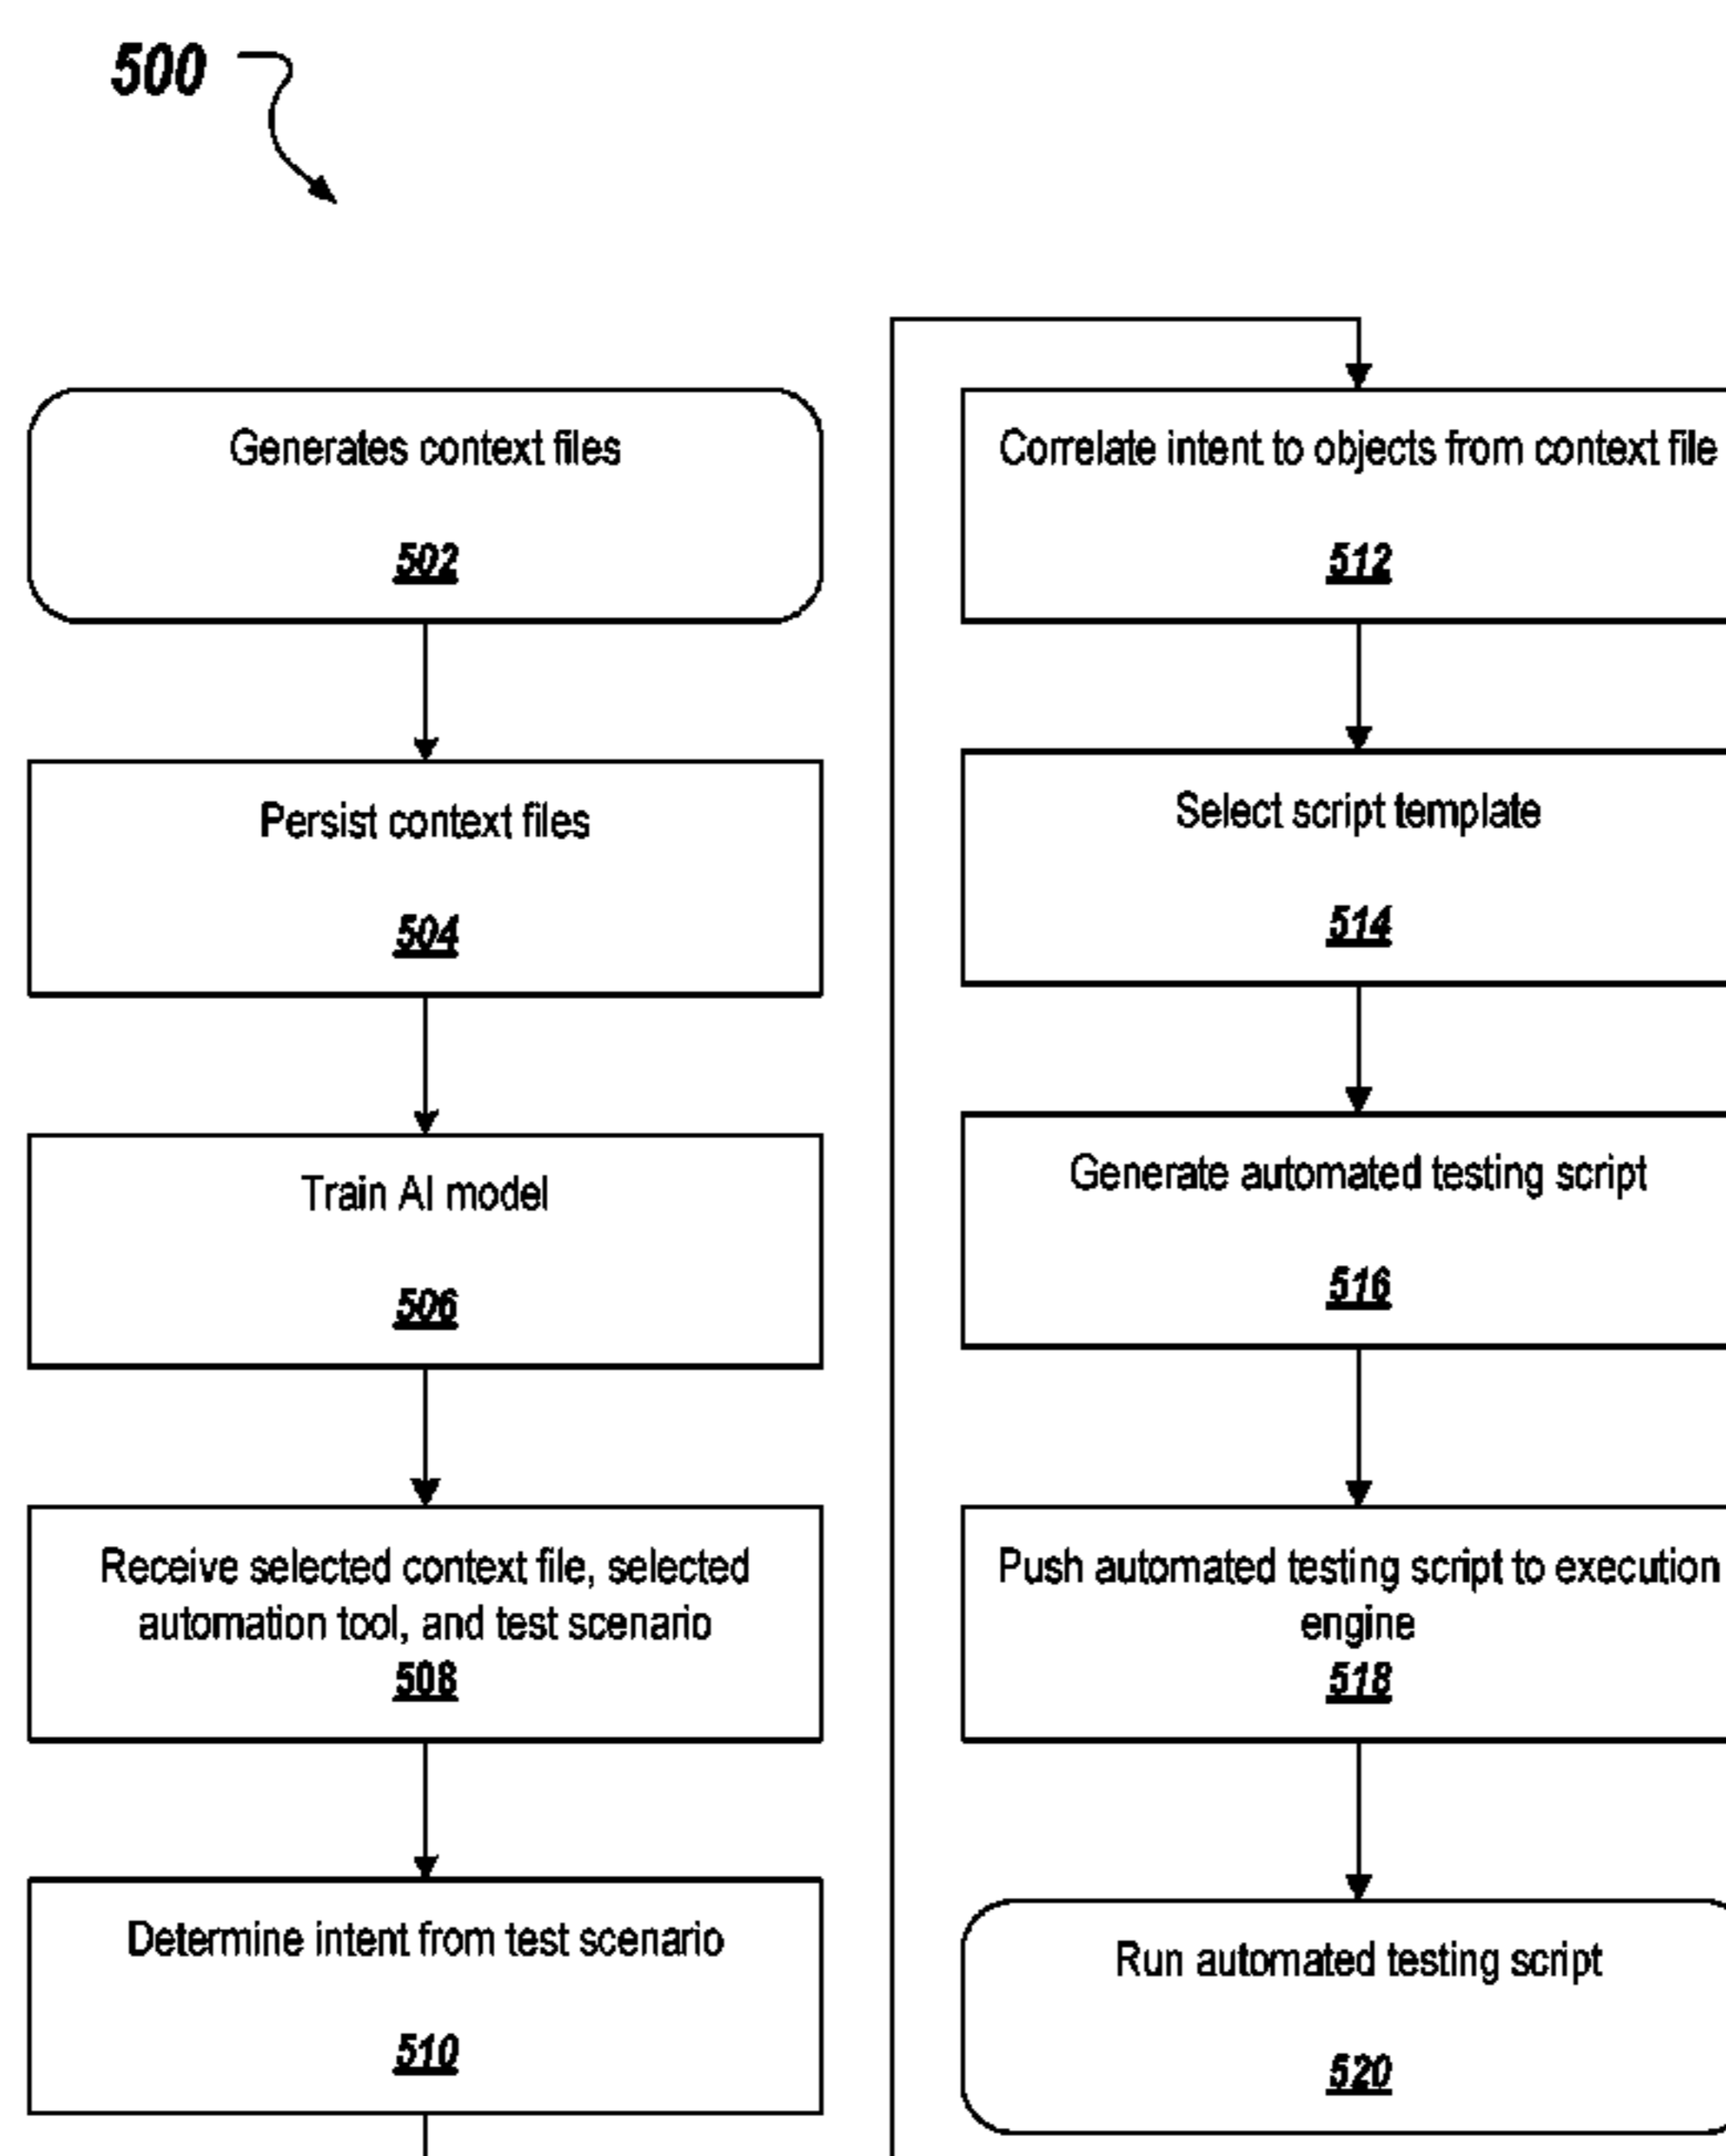 500
Generates context files
502
Persist context files
504
Train AI model
506
Receive selected context file, selected
automation tool, and test scenario
508
Determine intent from test scenario
510
Correlate intent to objects from context file
512
Select script template
514
Generate automated testing script
516
Push automated testing script to execution
engine
518
Run automated testing script
520